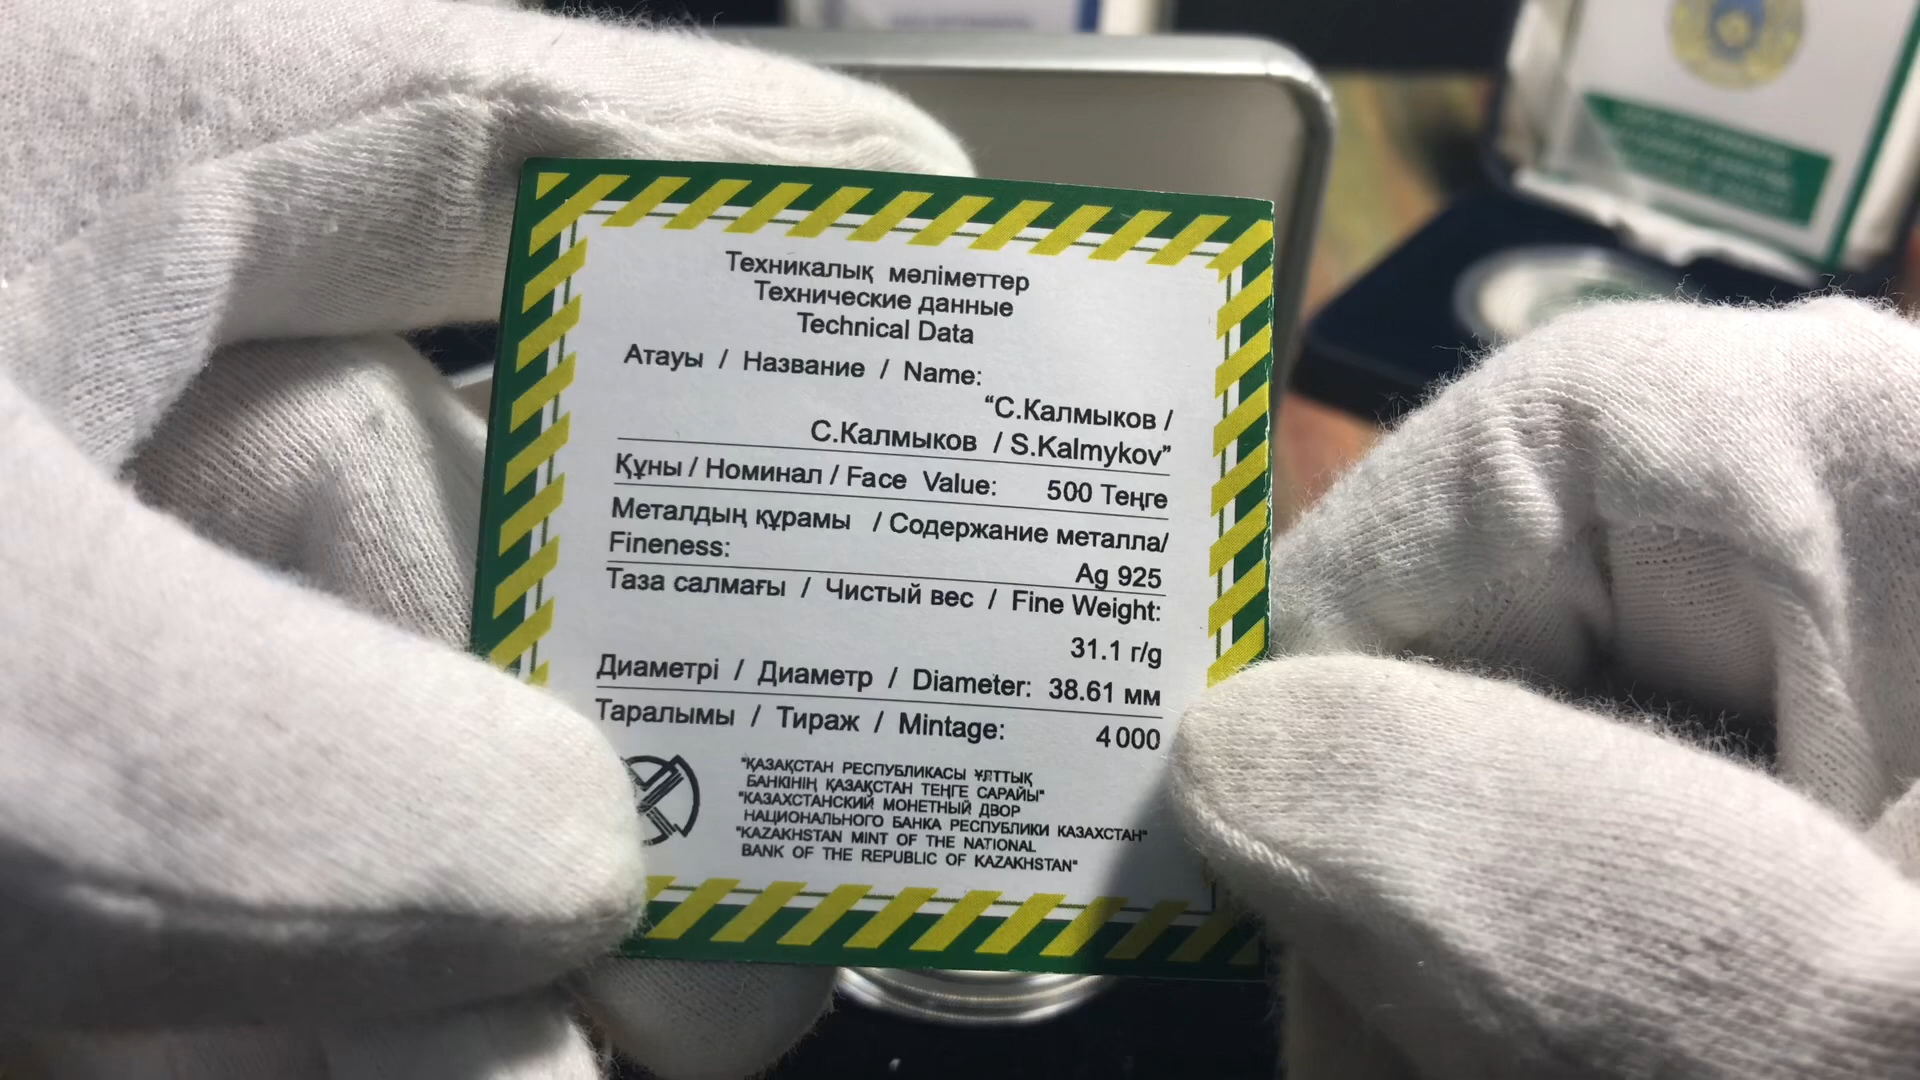 Техникалық мәліметтер
Технические данные
Technical Data
Атауы / Название / Name:
“С.Калмыков /
С.Калмыков / S.Kalmykov”
Құны / Номинал / Face Value: 500 Теңге
Металдың құрамы / Содержание металла/
Fineness:
Ag 925
Таза салмағы / Чистый вес / Fine Weight:
31.1 г/g
Диаметрі / Диаметр / Diameter: 38.61 мм
Таралымы / Тираж / Mintage: 4 000
"ҚАЗАҚСТАН РЕСПУБЛИКАСЫ ҰЛТТЫҚ
БАНКІНІҢ ҚАЗАҚСТАН ТЕҢГЕ САРАЙЫ"
"КАЗАХСТАНСКИЙ МОНЕТНЫЙ ДВОР
НАЦИОНАЛЬНОГО БАНКА РЕСПУБЛИКИ КАЗАХСТАН"
"KAZAKHSTAN MINT OF THE NATIONAL
BANK OF THE REPUBLIC OF KAZAKHSTAN"